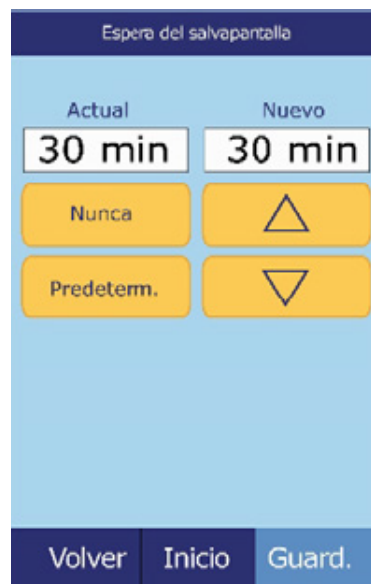 Espera del salvapantalla
Actual Nuevo
30 min 30 min
Nunca
Predeterm.
Volver Inicio Guard.